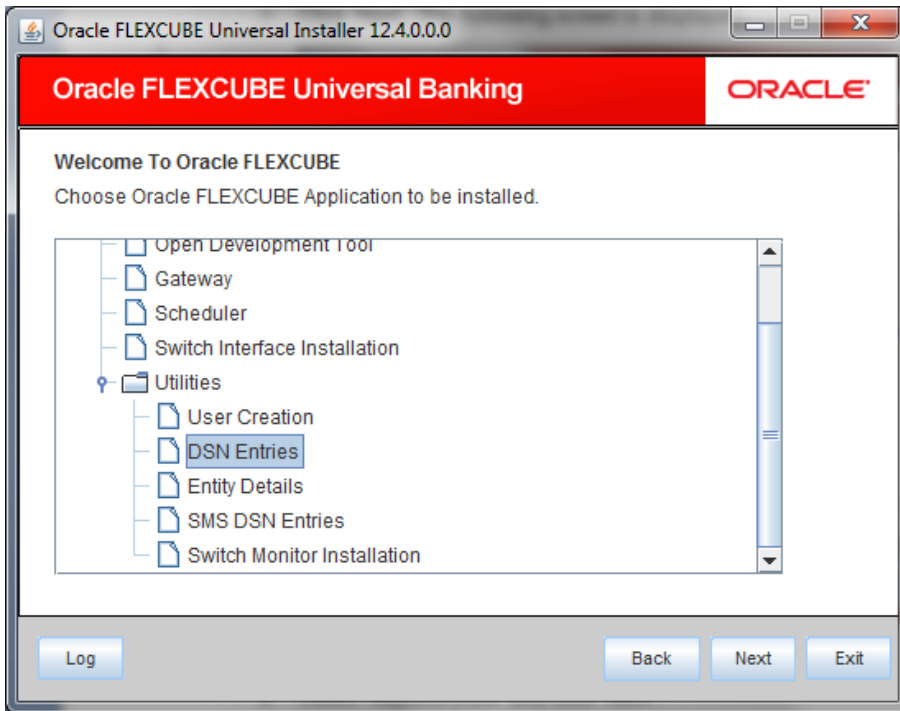 Oracle FLEXCUBE Universal Installer 12.4.0.0.0
Oracle FLEXCUBE Universal Banking
ORACLE
Welcome To Oracle FLEXCUBE
Choose Oracle FLEXCUBE Application to be installed.
Open Development Tool
Gateway
Scheduler
Switch Interface Installation
Utilities
User Creation
DSN Entries
Entity Details
SMS DSN Entries
Switch Monitor Installation
Log
Back
Next
Exit